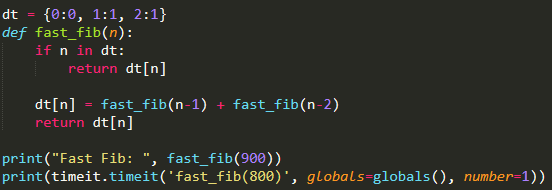 dt = {0:0, 1:1, 2:1}
def fast_fib(n):
    if n in dt:
        return dt[n]

    dt[n] = fast_fib(n-1) + fast_fib(n-2)
    return dt[n]

print("Fast Fib: ", fast_fib(900))
print(timeit.timeit('fast_fib(800)', globals=globals(), number=1))